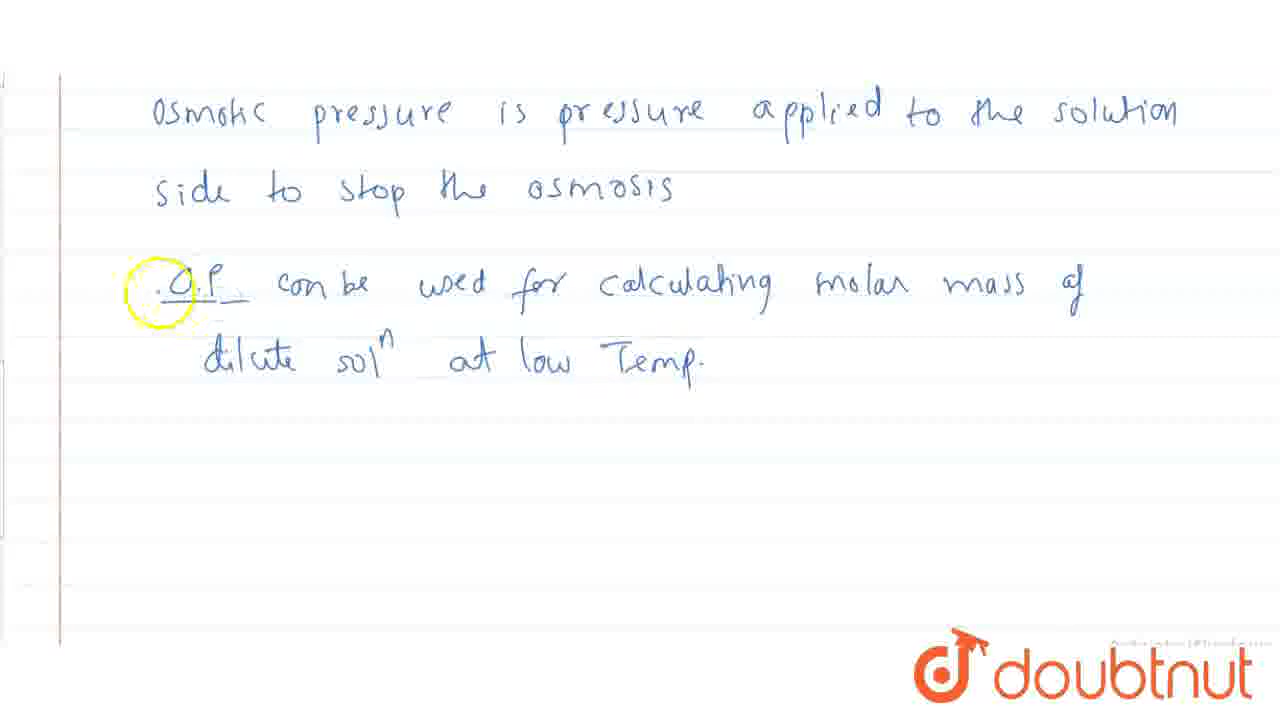 osmotic pressure is pressure applied to the solution
side to stop the osmosis
.O.P. can be used for calculating molar mass of
dilute solⁿ at low Temp.
doubtnut